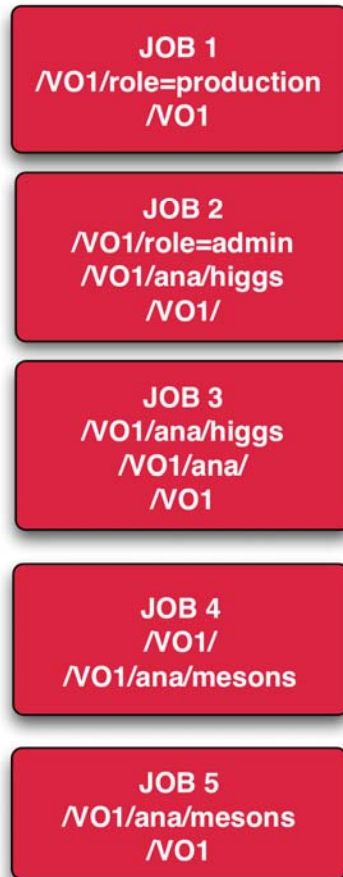 JOB 1
/VO1/role=production
/VO1
JOB 2
/VO1/role=admin
/VO1/ana/higgs
/VO1/
JOB 3
/VO1/ana/higgs
/VO1/ana/
/VO1
JOB 4
/VO1/
/VO1/ana/mesons
JOB 5
/VO1/ana/mesons
/VO1